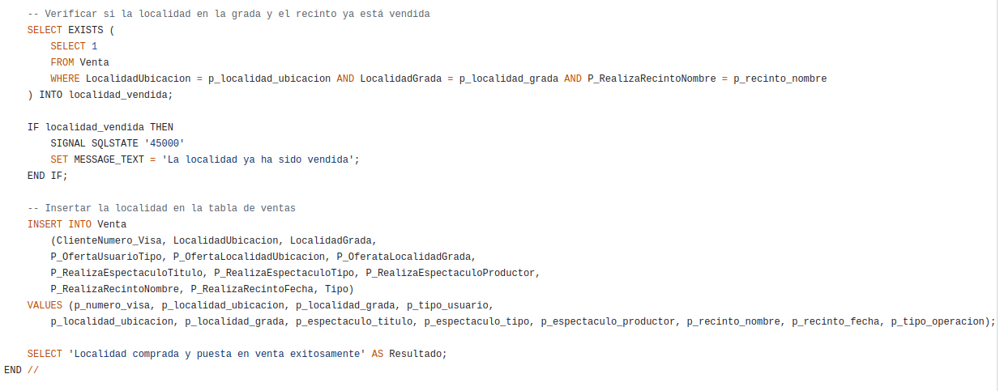 -- Verificar si la localidad en la grada y el recinto ya está vendida
SELECT EXISTS (
SELECT 1
FROM Venta
WHERE LocalidadUbicacion = p_localidad_ubicacion AND LocalidadGrada = p_localidad_grada AND P_RealizaRecintoNombre = p_recinto_nombre
) INTO localidad_vendida;
IF localidad_vendida THEN
SIGNAL SQLSTATE '45000'
SET MESSAGE_TEXT = 'La localidad ya ha sido vendida';
END IF;
-- Insertar la localidad en la tabla de ventas
INSERT INTO Venta
(ClienteNumero_Visa, LocalidadUbicacion, LocalidadGrada,
P_OfertaUsuarioTipo, P_OfertaLocalidadUbicacion, P_OferataLocalidadGrada,
P_RealizaEspectaculoTitulo, P_RealizaEspectaculoTipo, P_RealizaEspectaculoProductor,
P_RealizaRecintoNombre, P_RealizaRecintoFecha, Tipo)
VALUES (p_numero_visa, p_localidad_ubicacion, p_localidad_grada, p_tipo_usuario,
p_localidad_ubicacion, p_localidad_grada, p_espectaculo_titulo, p_espectaculo_tipo, p_espectaculo_productor, p_recinto_nombre, p_recinto_fecha, p_tipo_operacion);
SELECT 'Localidad comprada y puesta en venta exitosamente' AS Resultado;
END //